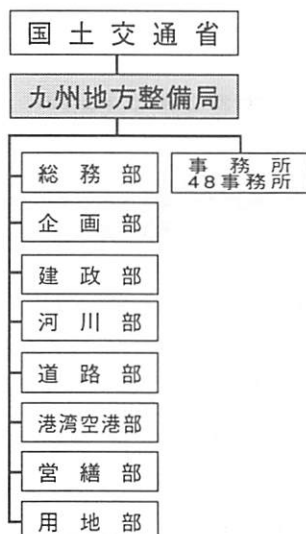 国土交通省
九州地方整備局
総務部
事務所
48事務所
企画部
建政部
河川部
道路部
港湾空港部
営繕部
用地部